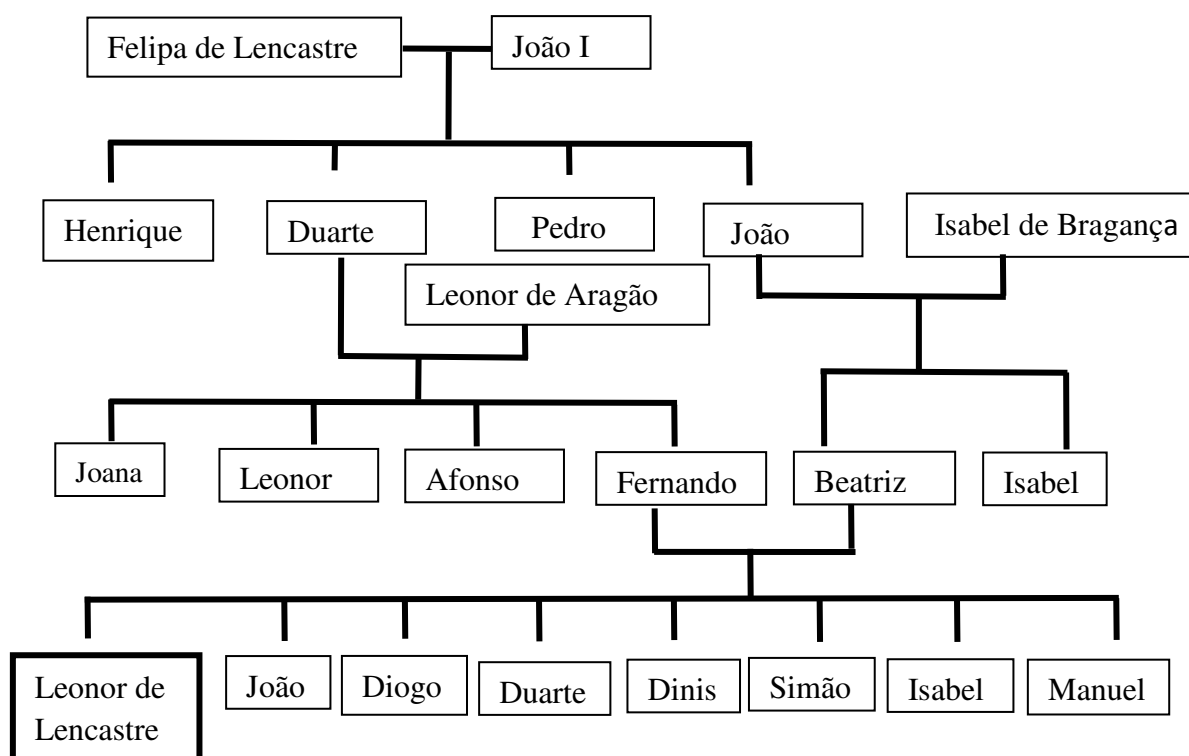 Felipa de Lencastre
João I
Henrique
Duarte
Pedro
João
Isabel de Bragança
Leonor de Aragão
Joana
Leonor
Afonso
Fernando
Beatriz
Isabel
Leonor de
Lencastre
João
Diogo
Duarte
Dinis
Simão
Isabel
Manuel